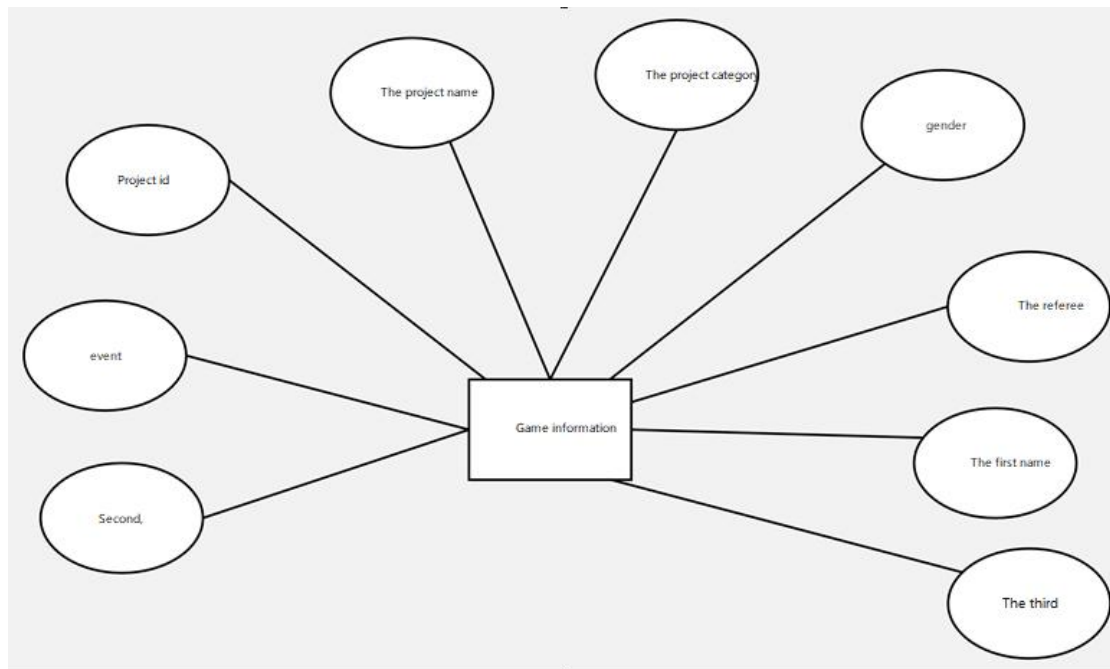 The project category
The project name
gender
Project id
The referee
event
Game information
The first name
Second,
The third